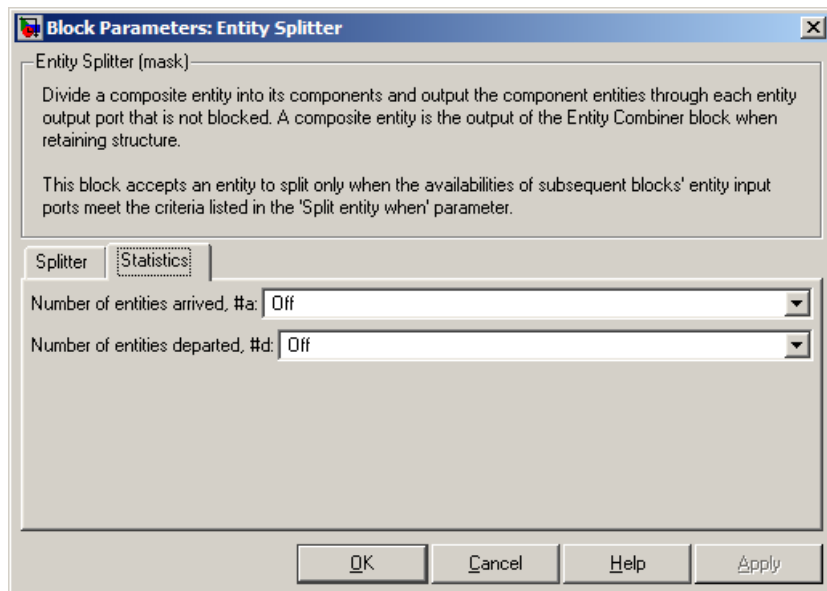 Block Parameters: Entity Splitter
Entity Splitter (mask)
Divide a composite entity into its components and output the component entities through each entity
output port that is not blocked. A composite entity is the output of the Entity Combiner block when
retaining structure.
This block accepts an entity to split only when the availabilities of subsequent blocks' entity input
ports meet the criteria listed in the 'Split entity when' parameter.
Splitter Statistics
Number of entities arrived, #a: Off
Number of entities departed, #d: Off
OK Cancel Help Apply